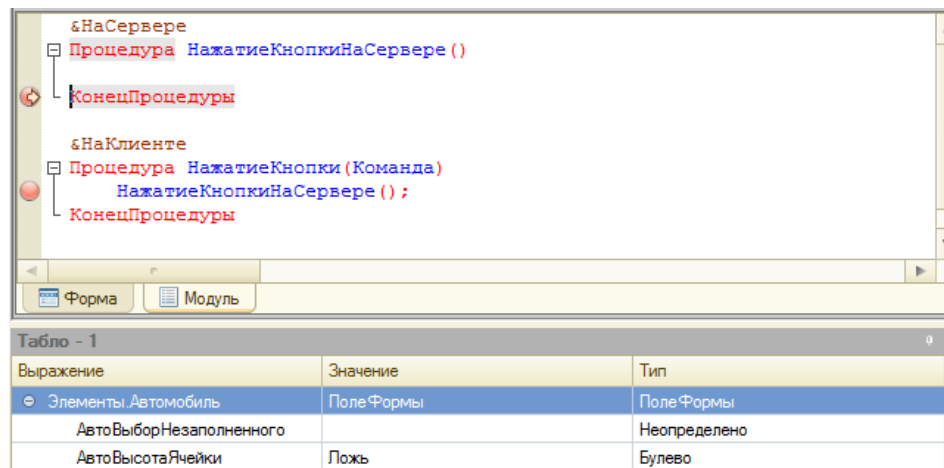 &НаСервере
Процедура НажатиеКнопкиНаСервере()
КонецПроцедуры
&НаКлиенте
Процедура НажатиеКнопки(Команда)
НажатиеКнопкиНаСервере();
КонецПроцедуры
Форма Модуль
Табло - 1
Выражение Значение Тип
Элементы.Автомобиль ПолеФормы ПолеФормы
АвтоВыборНезаполненного Неопределено
АвтоВысотаЯчейки Ложь Булево